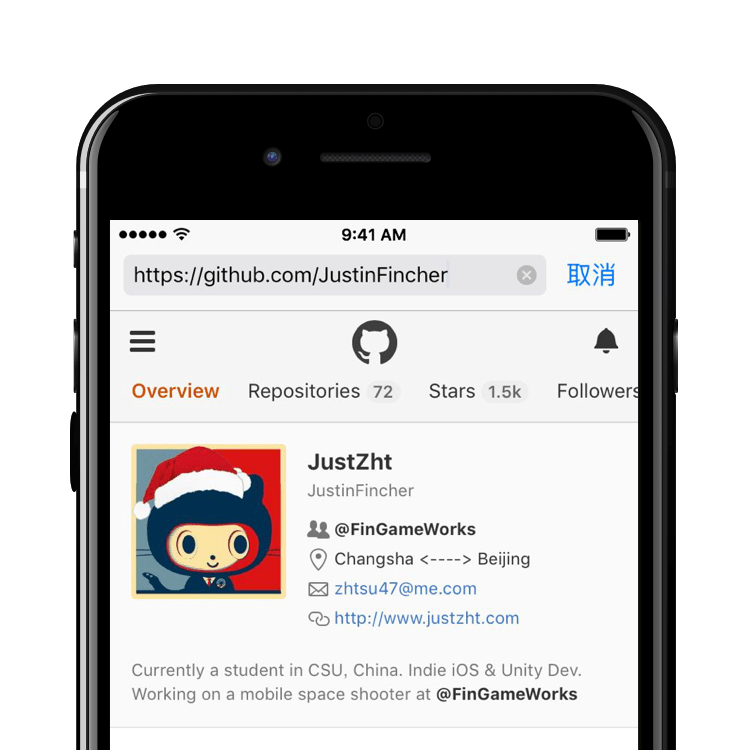 9:41 AM
https://github.com/JustinFincher 取消
Overview Repositories 72 Stars 1.5k Followers
JustZht
JustinFincher
@FinGameWorks
Changsha <----> Beijing
zhtsu47@me.com
http://www.justzht.com
Currently a student in CSU, China. Indie iOS & Unity Dev.
Working on a mobile space shooter at @FinGameWorks